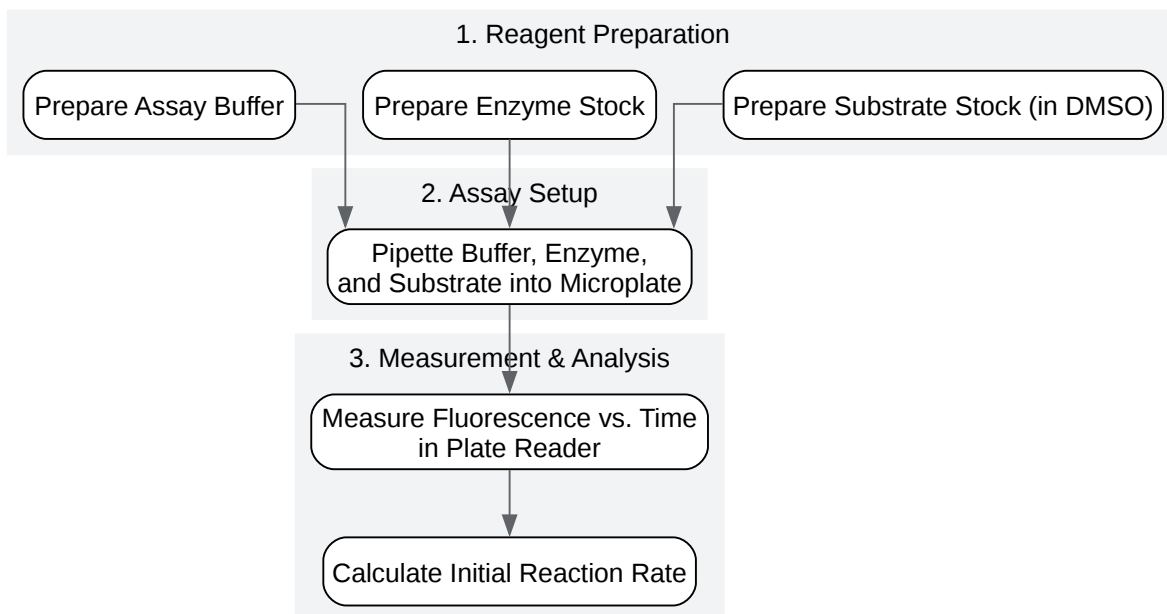 1. Reagent Preparation
Prepare Assay Buffer
Prepare Enzyme Stock
Prepare Substrate Stock (in DMSO)
2. Assay Setup
Pipette Buffer, Enzyme,
and Substrate into Microplate
3. Measurement & Analysis
Measure Fluorescence vs. Time
in Plate Reader
Calculate Initial Reaction Rate